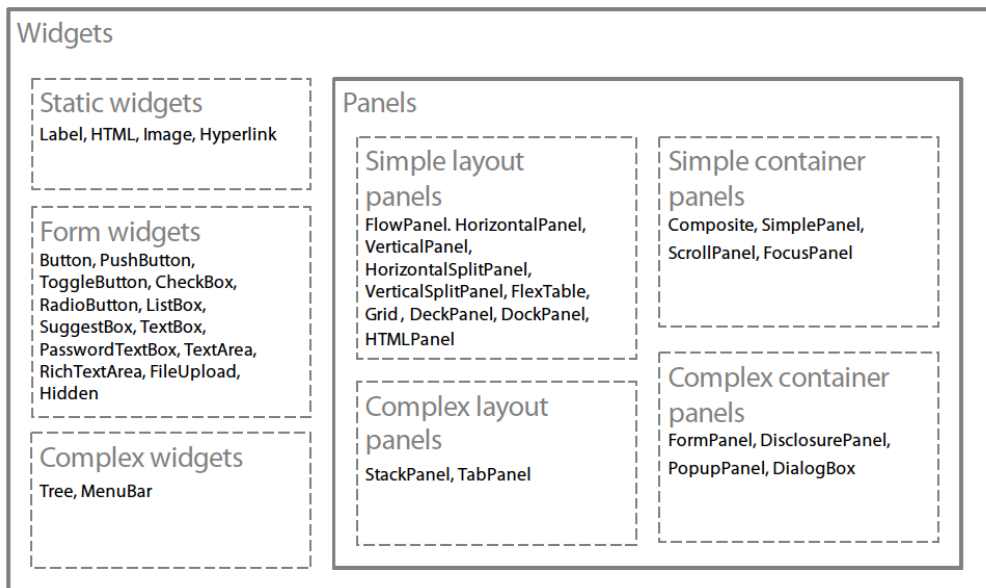 Widgets
Static widgets
Label, HTML, Image, Hyperlink
Form widgets
Button, PushButton,
ToggleButton, CheckBox,
RadioButton, ListBox,
SuggestBox, TextBox,
PasswordTextBox, TextArea,
RichTextArea, FileUpload,
Hidden
Complex widgets
Tree, MenuBar
Panels
Simple layout
panels
FlowPanel. HorizontalPanel,
VerticalPanel,
HorizontalSplitPanel,
VerticalSplitPanel, FlexTable,
Grid, DeckPanel, DockPanel,
HTMLPanel
Simple container
panels
Composite, SimplePanel,
ScrollPanel, FocusPanel
Complex layout
panels
StackPanel, TabPanel
Complex container
panels
FormPanel, DisclosurePanel,
PopupPanel, DialogBox